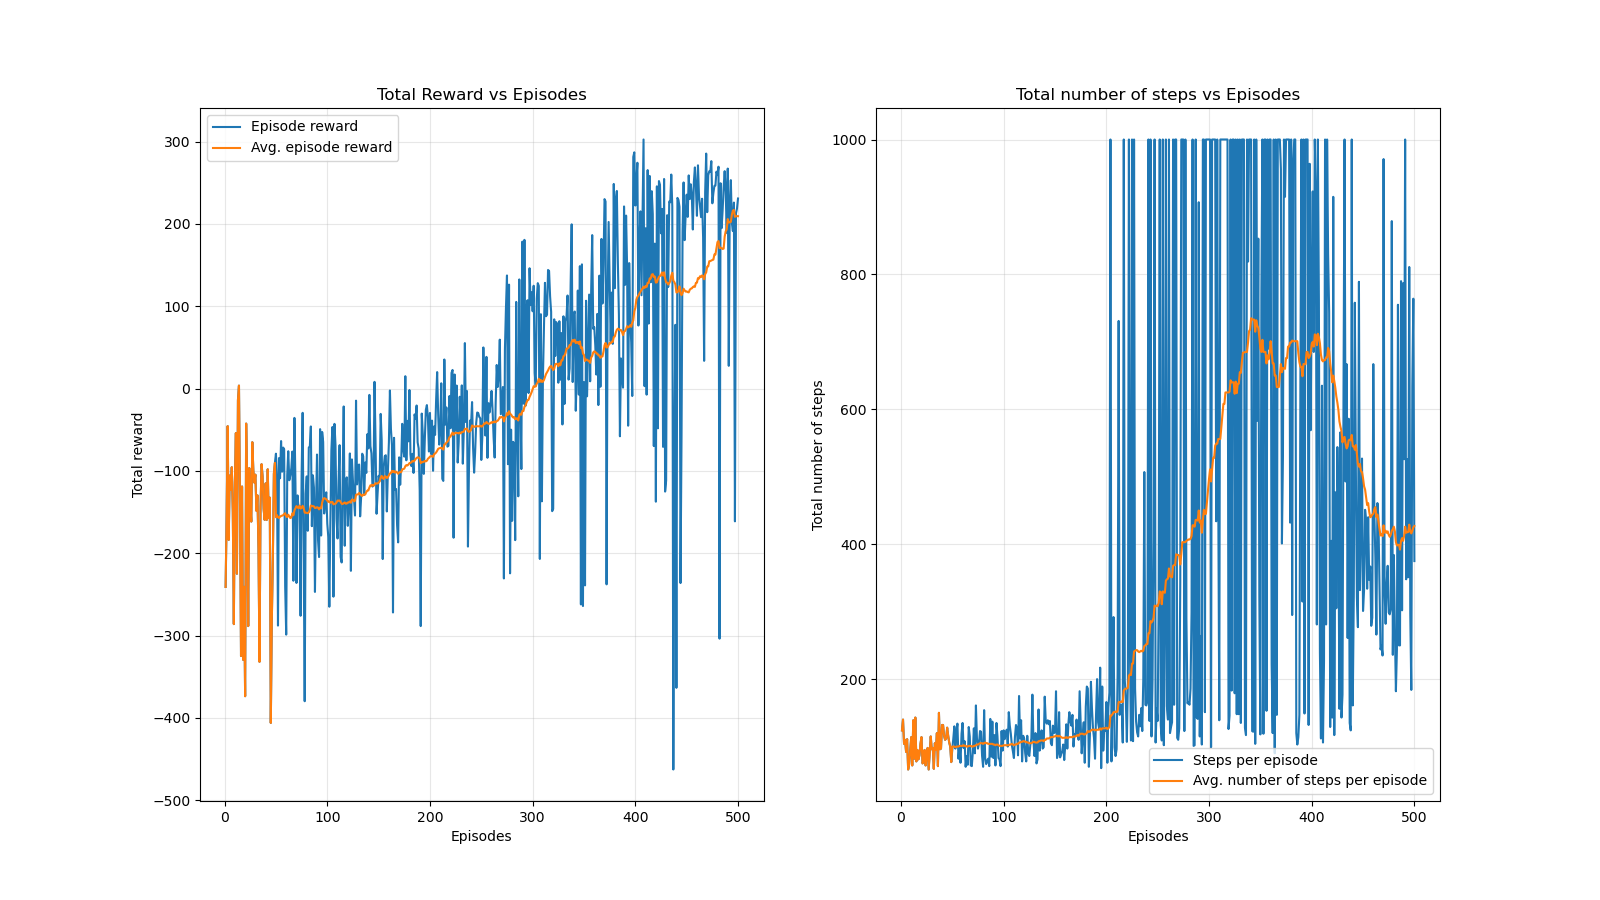 Total Reward vs Episodes
Episode reward
Avg. episode reward
300
200
100
0
−100
−200
−300
−400
−500
Total reward
0
100
200
300
400
500
Episodes
Total number of steps vs Episodes
1000
800
600
400
200
Total number of steps
Steps per episode
Avg. number of steps per episode
0
100
200
300
400
500
Episodes